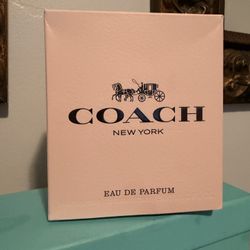 COACH
NEW YORK
EAU DE PARFUM